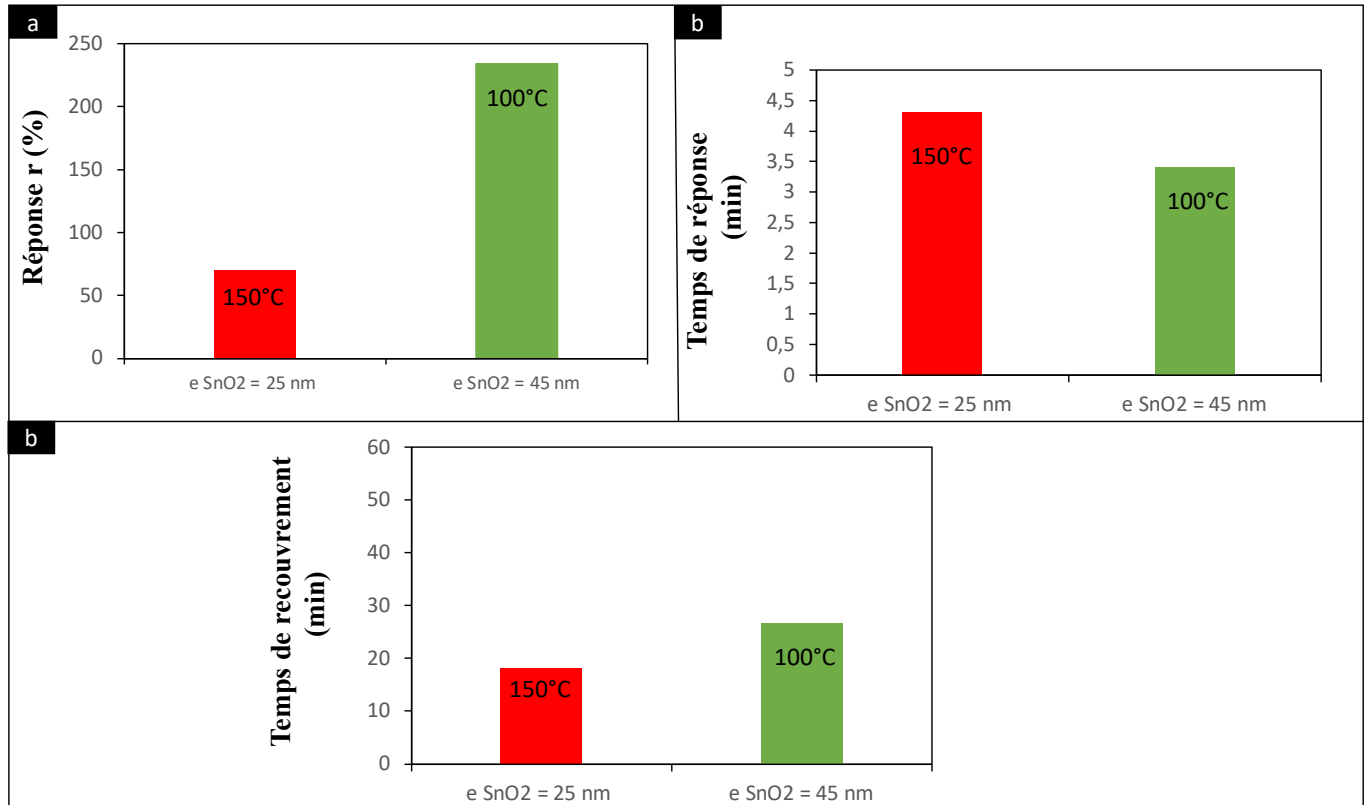 a
Réponse r (%)
250
200
150
100
50
0
150°C
100°C
e SnO2 = 25 nm
e SnO2 = 45 nm
b
Temps de réponse
(min)
5
4,5
4
3,5
3
2,5
2
1,5
1
0,5
0
150°C
100°C
e SnO2 = 25 nm
e SnO2 = 45 nm
b
Temps de recouvrement
(min)
60
50
40
30
20
10
0
150°C
100°C
e SnO2 = 25 nm
e SnO2 = 45 nm